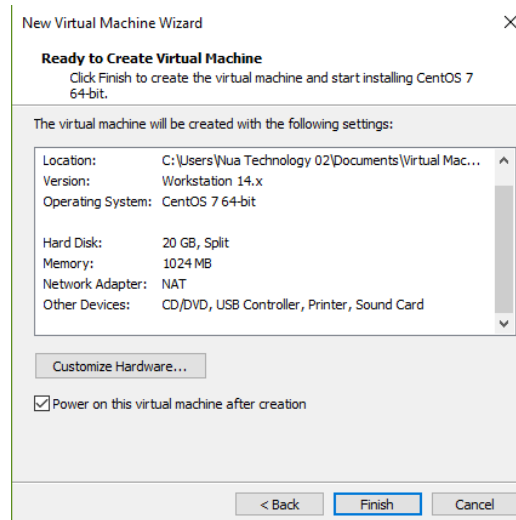 New Virtual Machine Wizard
Ready to Create Virtual Machine
Click Finish to create the virtual machine and start installing CentOS 7
64-bit.
The virtual machine will be created with the following settings:
Location: C:\Users\Nua Technology 02\Documents\Virtual Mac...
Version: Workstation 14.x
Operating System: CentOS 7 64-bit
Hard Disk: 20 GB, Split
Memory: 1024 MB
Network Adapter: NAT
Other Devices: CD/DVD, USB Controller, Printer, Sound Card
Customize Hardware...
Power on this virtual machine after creation
< Back Finish Cancel